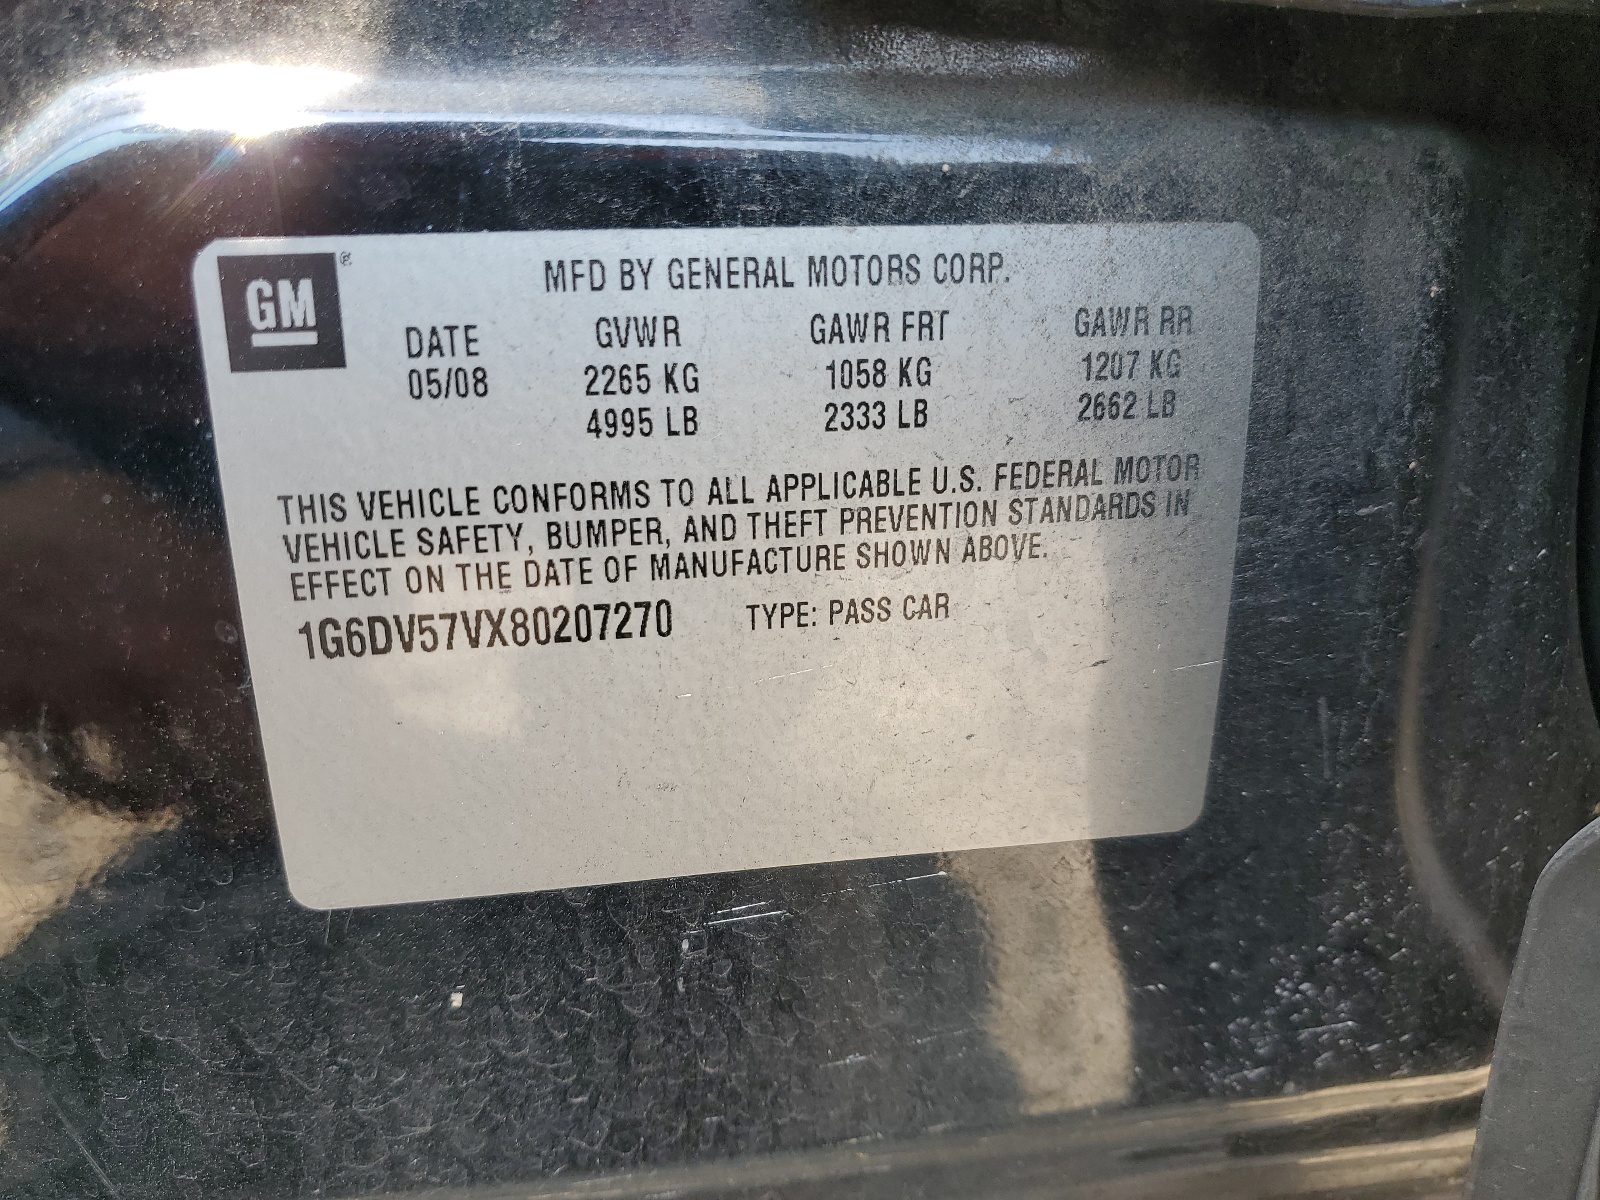 GM ®
MFD BY GENERAL MOTORS CORP.
DATE GVWR GAWR FRT GAWR RR
05/08 2265 KG 1058 KG 1207 KG
4995 LB 2333 LB 2662 LB
THIS VEHICLE CONFORMS TO ALL APPLICABLE U.S. FEDERAL MOTOR
VEHICLE SAFETY, BUMPER, AND THEFT PREVENTION STANDARDS IN
EFFECT ON THE DATE OF MANUFACTURE SHOWN ABOVE.
1G6DV57VX80207270 TYPE: PASS CAR